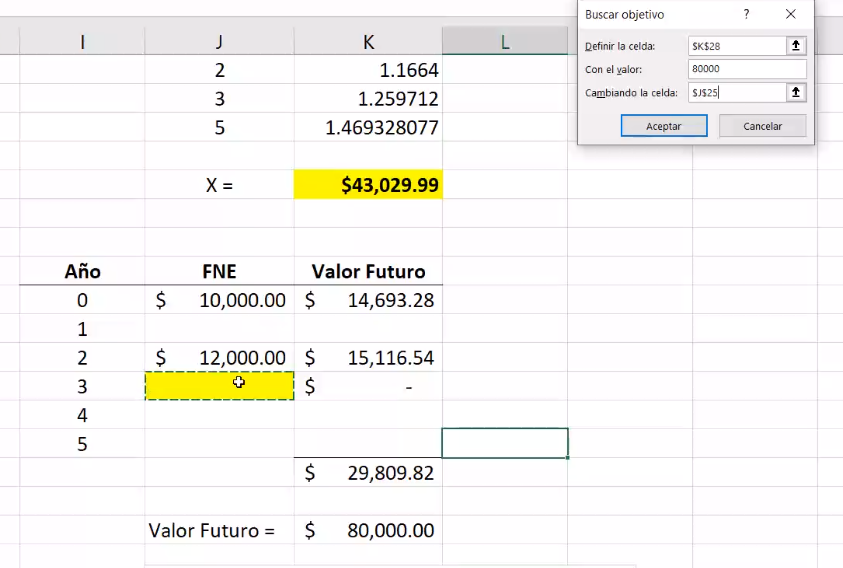 Buscar objetivo ? ×
Definir la celda: $K$28
Con el valor: 80000
Cambiando la celda: $J$25
Aceptar Cancelar
I J K L
2 1.1664
3 1.259712
5 1.469328077
X = $43,029.99
Año FNE Valor Futuro
0 $ 10,000.00 $ 14,693.28
1
2 $ 12,000.00 $ 15,116.54
3 $ -
4
5
$ 29,809.82
Valor Futuro = $ 80,000.00